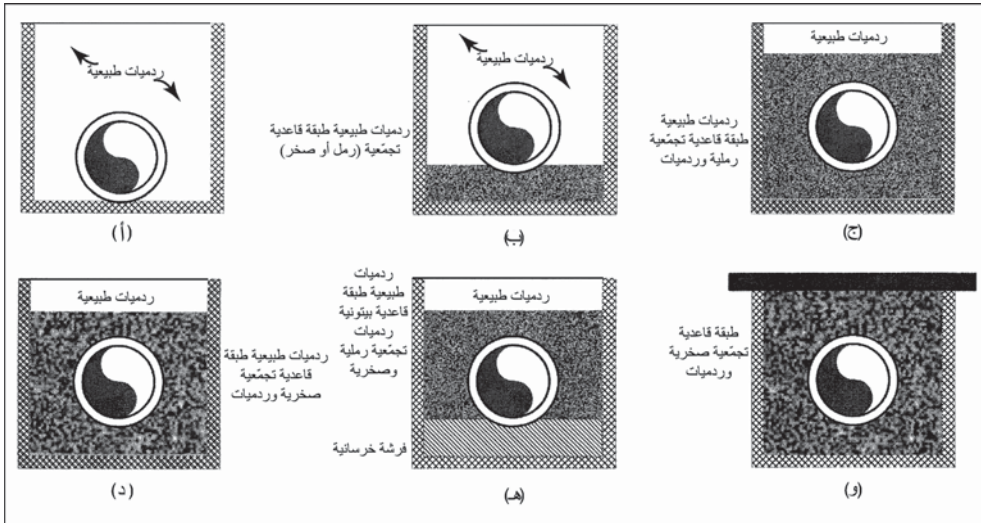 ردميات طبيعية
(أ)
ردميات طبيعية
ردميات طبيعية طبقة قاعدية
تجمّعية (رمل أو صخر)
(ب)
ردميات طبيعية
ردميات طبيعية
طبقة قاعدية تجمّعية
رملية وردميات
(ج)
ردميات طبيعية
ردميات طبيعية طبقة
قاعدية تجمّعية
صخرية وردميات
(د)
ردميات
طبيعية طبقة
قاعدية بيتونية
ردميات
تجمّعية رملية
وصخرية
ردميات طبيعية
فرشة خرسانية
(هـ)
طبقة قاعدية
تجمّعية صخرية
وردميات
(و)